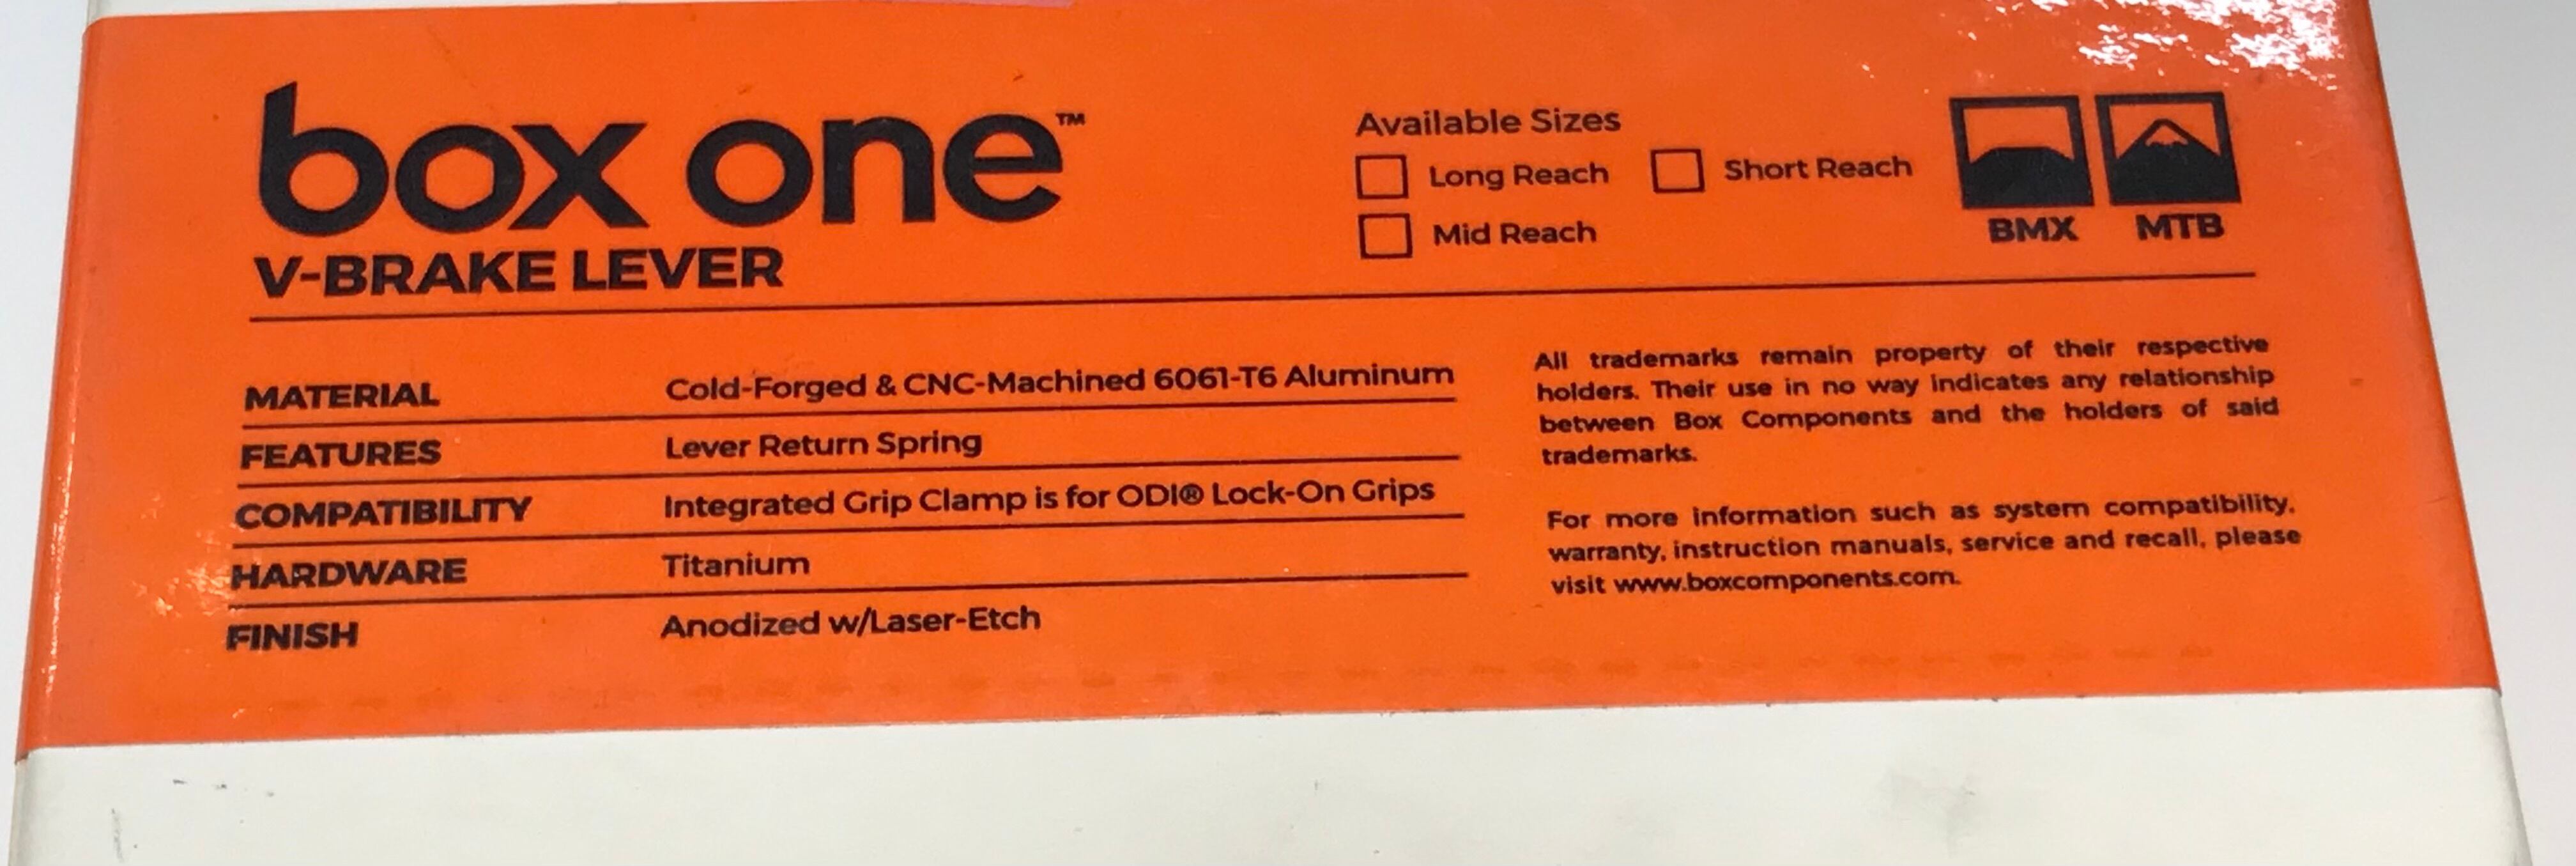 box one™
V-BRAKE LEVER
Available Sizes
Long Reach
Short Reach
Mid Reach
BMX
MTB
MATERIAL Cold-Forged & CNC-Machined 6061-T6 Aluminum
FEATURES Lever Return Spring
COMPATIBILITY Integrated Grip Clamp is for ODI® Lock-On Grips
HARDWARE Titanium
FINISH Anodized w/Laser-Etch
All trademarks remain property of their respective
holders. Their use in no way indicates any relationship
between Box Components and the holders of said
trademarks.
For more information such as system compatibility,
warranty, instruction manuals, service and recall, please
visit www.boxcomponents.com.